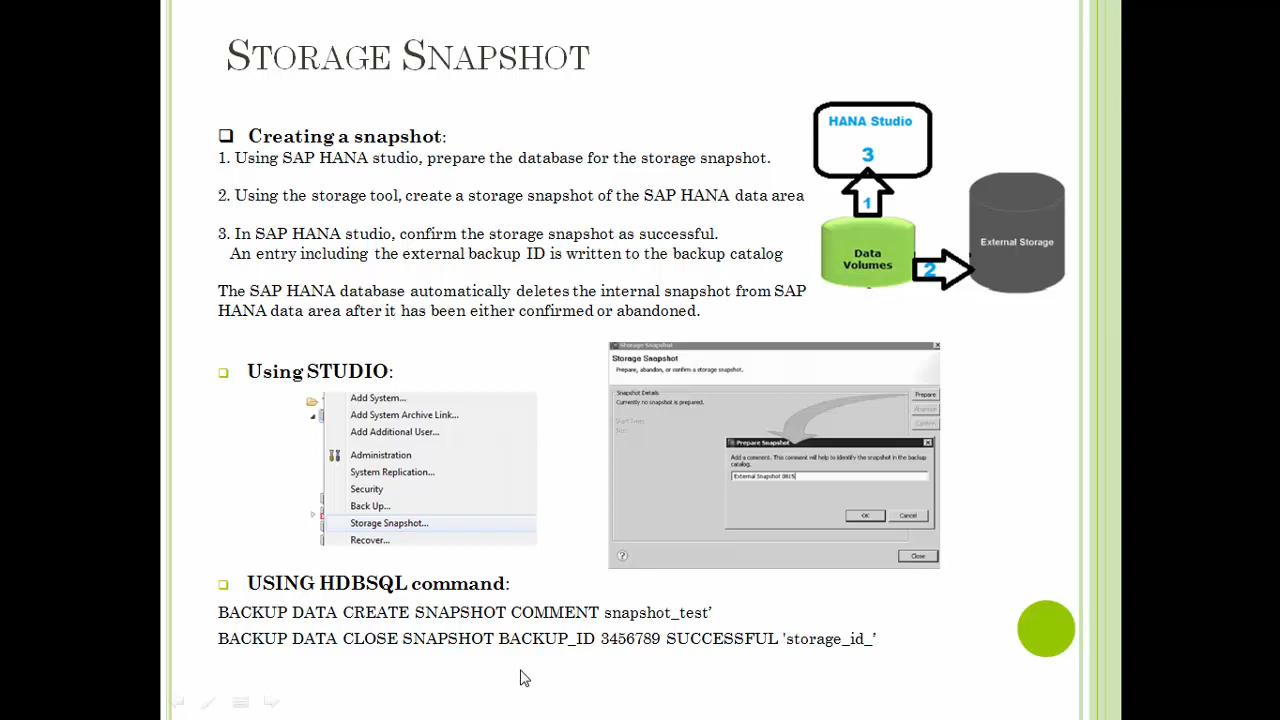 STORAGE SNAPSHOT
Creating a snapshot:
1. Using SAP HANA studio, prepare the database for the storage snapshot.
2. Using the storage tool, create a storage snapshot of the SAP HANA data area
3. In SAP HANA studio, confirm the storage snapshot as successful.
An entry including the external backup ID is written to the backup catalog
The SAP HANA database automatically deletes the internal snapshot from SAP
HANA data area after it has been either confirmed or abandoned.
HANA Studio
3
1
Data
Volumes
2
External Storage
Using STUDIO:
Add System...
Add System Archive Link...
Add Additional User...
Administration
System Replication...
Security
Back Up...
Storage Snapshot...
Recover...
Storage Snapshot
Storage Snapshot
Prepare, abandon, or confirm a storage snapshot.
Snapshot Details
Currently no snapshot is prepared.
Start Time:
Prepare
Abandon
Confirm
Prepare Snapshot
Add a comment. This comment will help to identify the snapshot in the backup
catalog.
External Snapshot 0815
OK
Cancel
?
Close
USING HDBSQL command:
BACKUP DATA CREATE SNAPSHOT COMMENT snapshot_test’
BACKUP DATA CLOSE SNAPSHOT BACKUP_ID 3456789 SUCCESSFUL 'storage_id_’